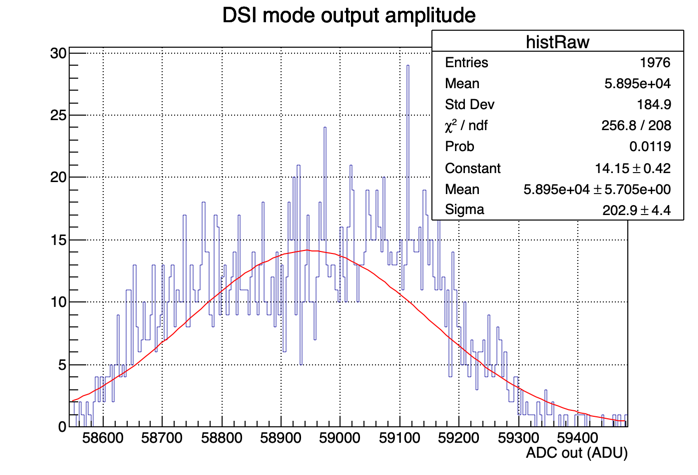 DSI mode output amplitude
histRaw
Entries 1976
Mean 5.895e+04
Std Dev 184.9
χ² / ndf 256.8 / 208
Prob 0.0119
Constant 14.15 ± 0.42
Mean 5.895e+04 ± 5.705e+00
Sigma 202.9 ± 4.4
30
25
20
15
10
5
0
58600 58700 58800 58900 59000 59100 59200 59300 59400
ADC out (ADU)